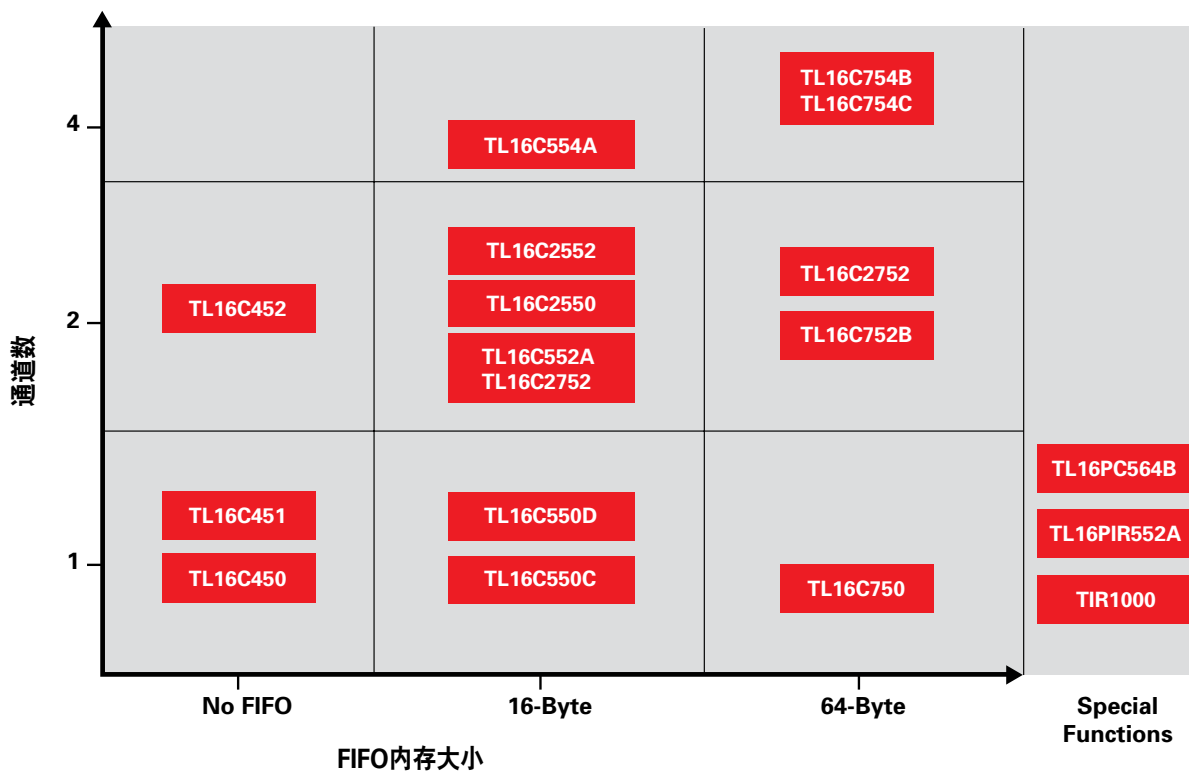 TL16C754B
TL16C754C
4
TL16C554A
TL16C2552
TL16C2752
TL16C452
TL16C2550
2
TL16C752B
TL16C552A
TL16C2752
通道数
TL16PC564B
TL16C451
TL16C550D
TL16PIR552A
1
TL16C450
TL16C550C
TL16C750
TIR1000
No FIFO
16-Byte
64-Byte
Special
Functions
FIFO内存大小